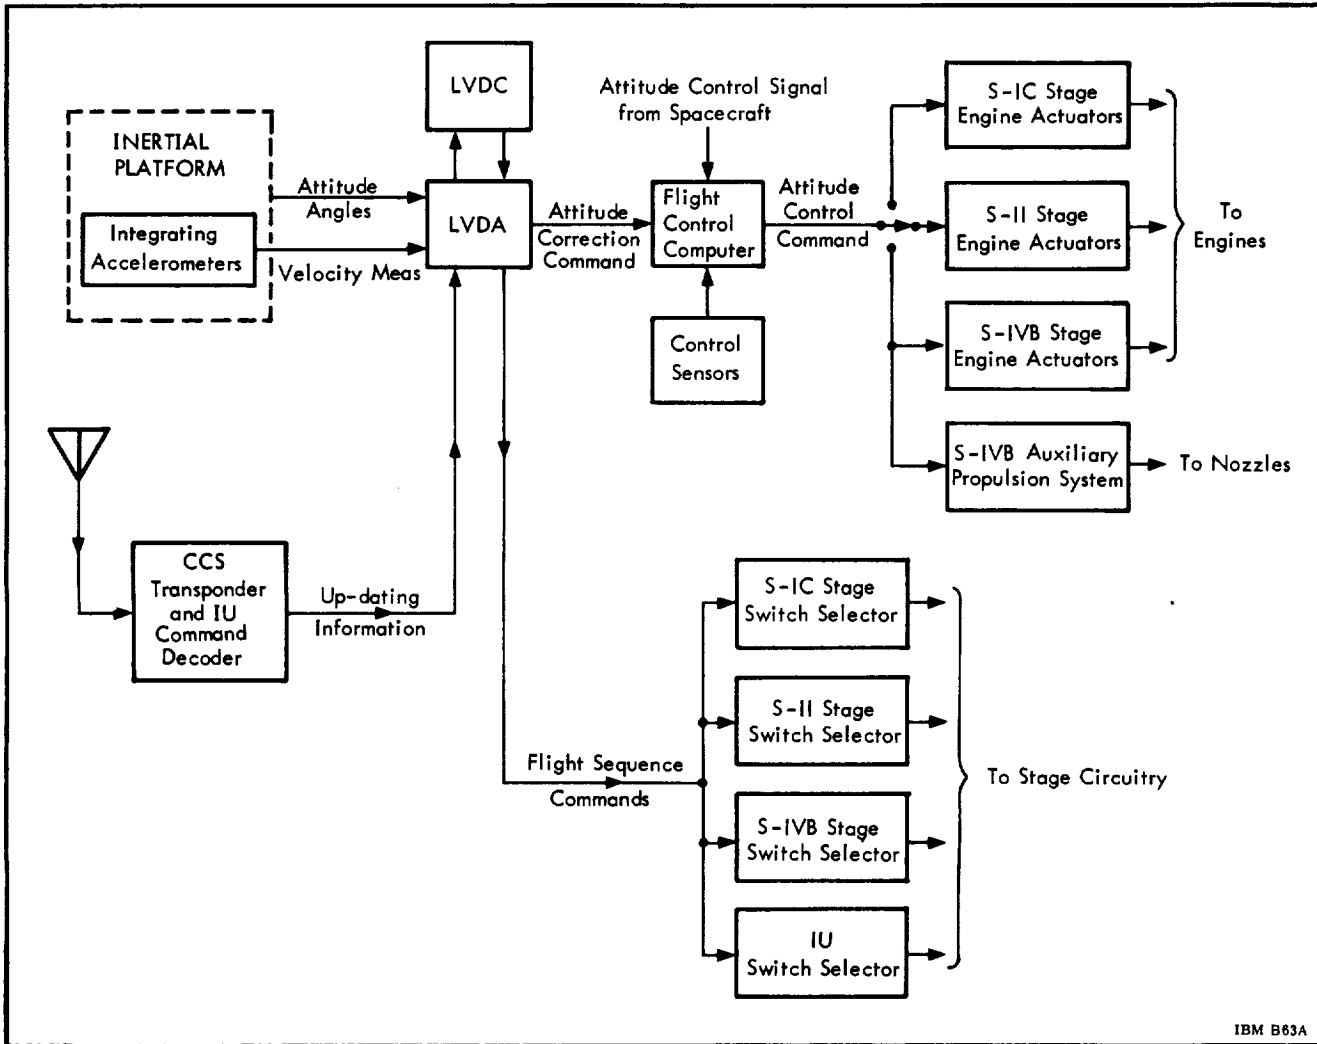 LVDC
Attitude Control Signal
from Spacecraft
S-IC Stage
Engine Actuators
INERTIAL
PLATFORM
Integrating
Accelerometers
Attitude
Angles
Velocity Meas
LVDA
Attitude
Correction
Command
Flight
Control
Computer
Attitude
Control
Command
S-II Stage
Engine Actuators
To
Engines
Control
Sensors
S-IVB Stage
Engine Actuators
S-IVB Auxiliary
Propulsion System
To Nozzles
CCS
Transponder
and IU
Command
Decoder
Up-dating
Information
S-IC Stage
Switch Selector
S-II Stage
Switch Selector
Flight Sequence
Commands
To Stage Circuitry
S-IVB Stage
Switch Selector
IU
Switch Selector
IBM B63A